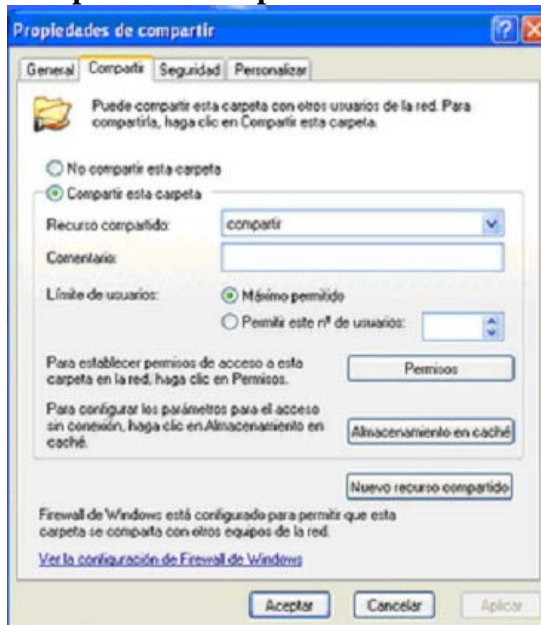 Propiedades de compartir
General Compartir Seguridad Personalizar
Puede compartir esta carpeta con otros usuarios de la red. Para
compartirla, haga clic en Compartir esta carpeta.
No compartir esta carpeta
Compartir esta carpeta
Recurso compartido: compartir
Comentario:
Límite de usuarios: Máximo permitido
Permitir este nº de usuarios:
Para establecer permisos de acceso a esta
carpeta en la red, haga clic en Permisos.
Permisos
Para configurar los parámetros para el acceso
sin conexión, haga clic en Almacenamiento en
caché.
Almacenamiento en caché
Nuevo recurso compartido
Firewall de Windows está configurado para permitir que esta
carpeta se comparta con otros equipos de la red.
Ver la configuración de Firewall de Windows
Aceptar Cancelar Aplicar